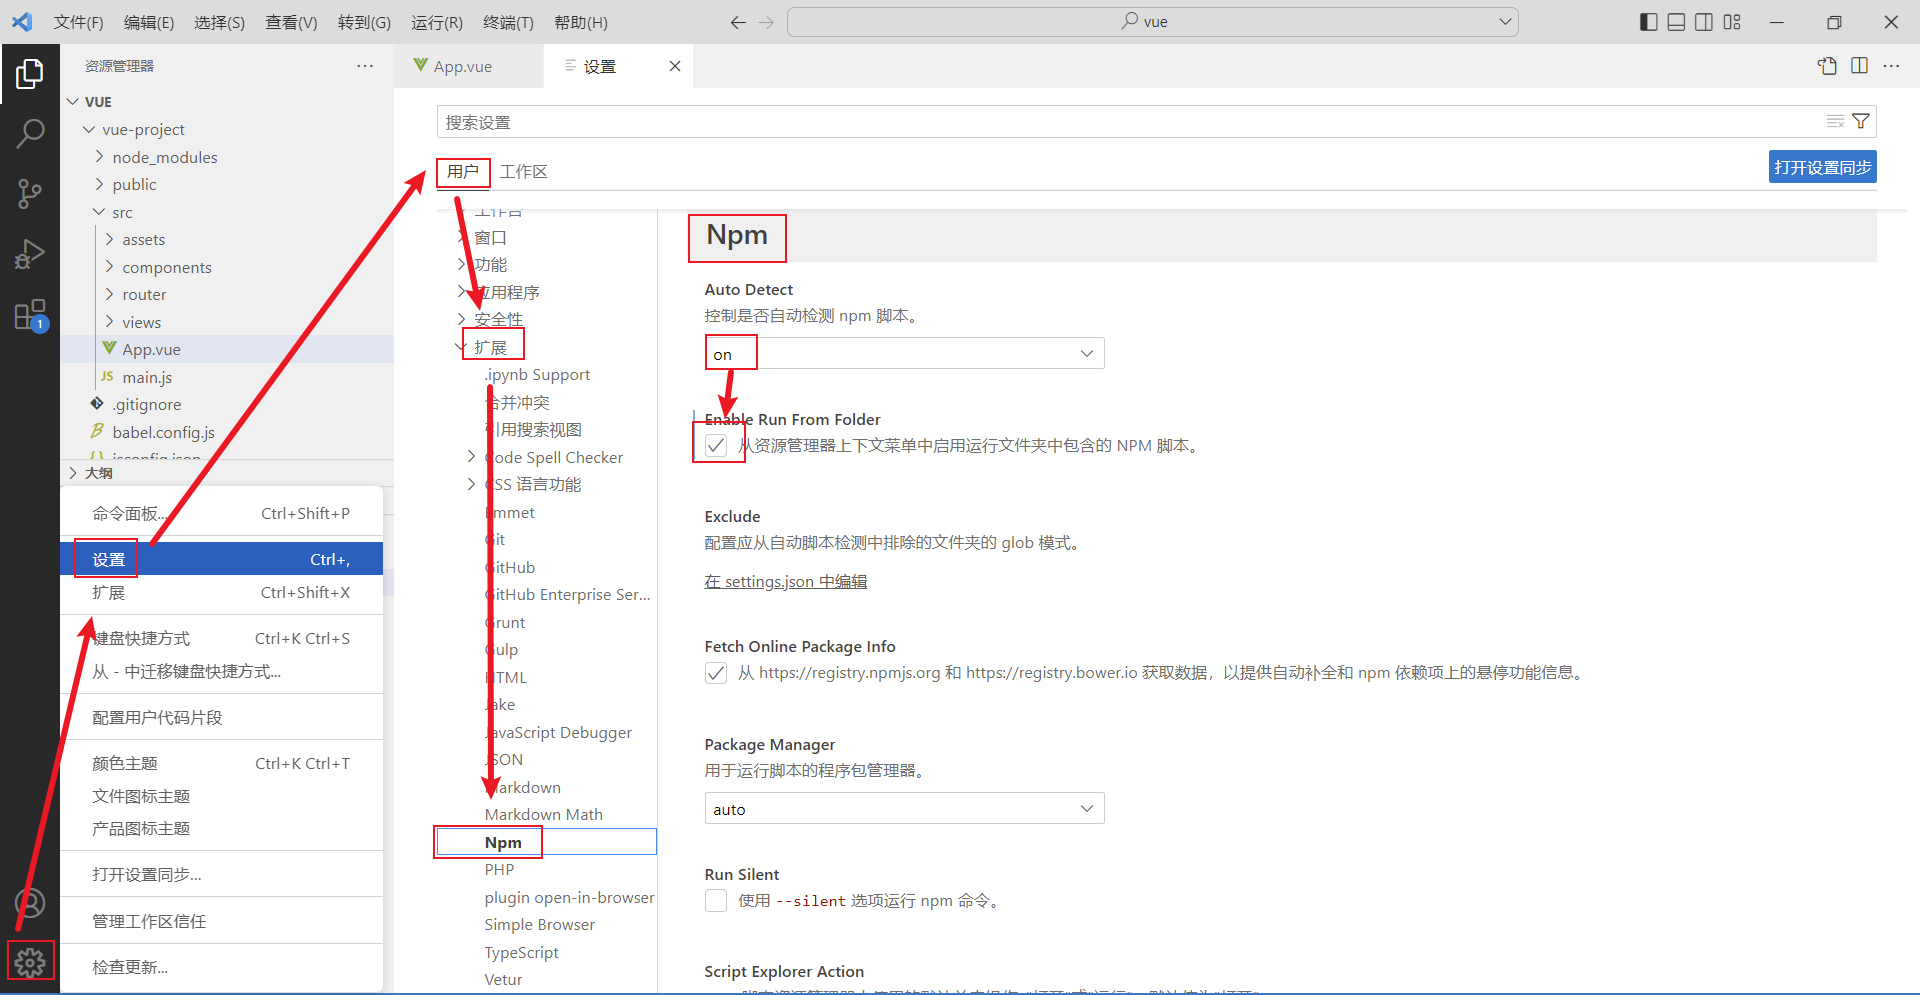 文件(F) 编辑(E) 选择(S) 查看(V) 转到(G) 运行(R) 终端(T) 帮助(H)
vue
资源管理器
App.vue
设置
VUE
vue-project
node_modules
public
src
assets
components
router
views
App.vue
JS main.js
.gitignore
babel.config.js
jsconfig.json
大纲
命令面板... Ctrl+Shift+P
设置 Ctrl+,
扩展 Ctrl+Shift+X
键盘快捷方式 Ctrl+K Ctrl+S
从 - 中迁移键盘快捷方式...
配置用户代码片段
颜色主题 Ctrl+K Ctrl+T
文件图标主题
产品图标主题
打开设置同步...
管理工作区信任
检查更新...
1
搜索设置
用户 工作区
打开设置同步
工作台
窗口
功能
应用程序
安全性
扩展
.ipynb Support
合并冲突
引用搜索视图
Code Spell Checker
CSS 语言功能
Emmet
Git
GitHub
GitHub Enterprise Ser...
Grunt
Gulp
HTML
Jake
JavaScript Debugger
JSON
Markdown
Markdown Math
Npm
PHP
plugin open-in-browser
Simple Browser
TypeScript
Vetur
Npm
Auto Detect
控制是否自动检测 npm 脚本。
on
Enable Run From Folder
从资源管理器上下文菜单中启用运行文件夹中包含的 NPM 脚本。
Exclude
配置应从自动脚本检测中排除的文件夹的 glob 模式。
在 settings.json 中编辑
Fetch Online Package Info
从 https://registry.npmjs.org 和 https://registry.bower.io 获取数据，以提供自动补全和 npm 依赖项上的悬停功能信息。
Package Manager
用于运行脚本的程序包管理器。
auto
Run Silent
使用 --silent 选项运行 npm 命令。
Script Explorer Action